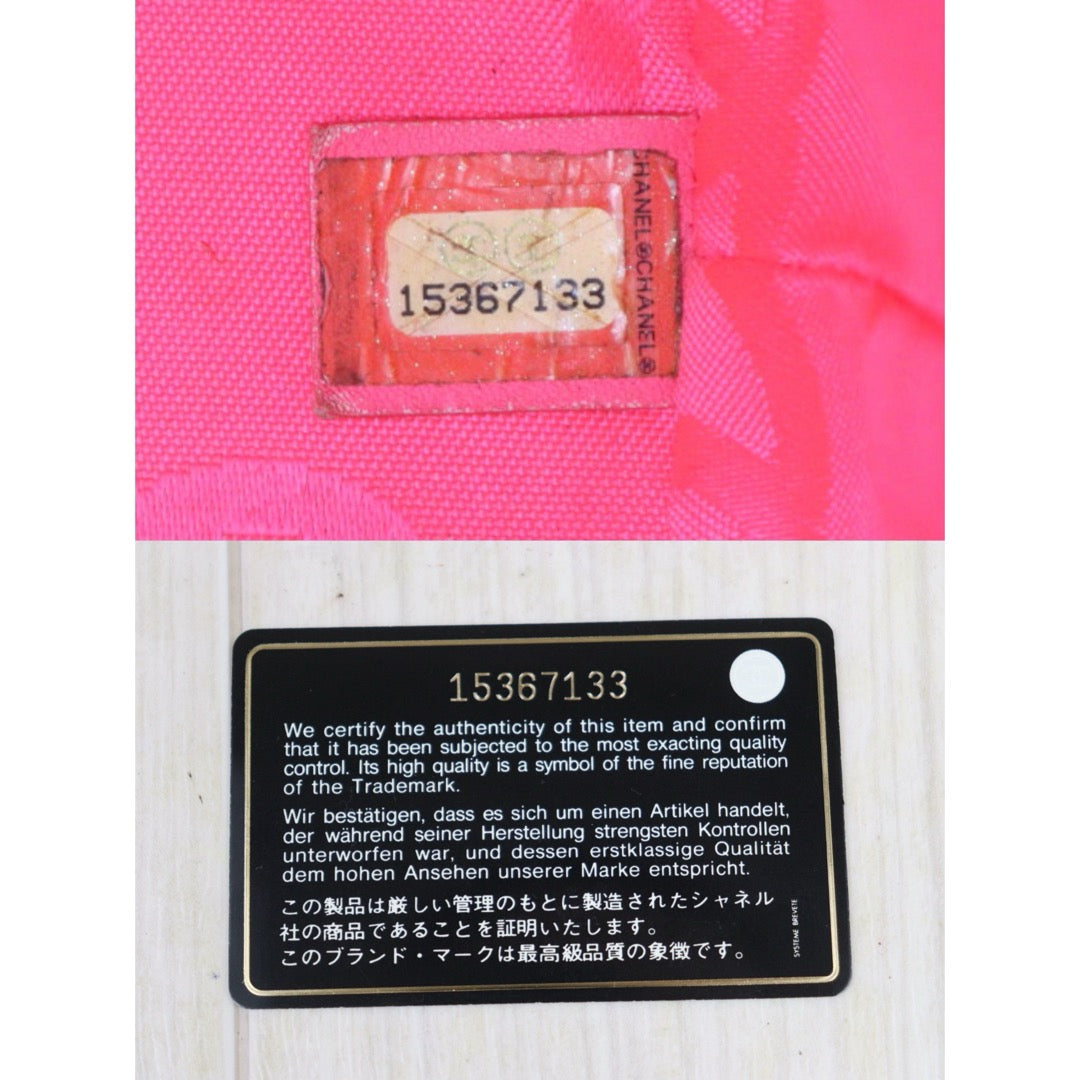 15367133
CHANEL®CHANEL®
15367133
We certify the authenticity of this item and confirm
that it has been subjected to the most exacting quality
control. Its high quality is a symbol of the fine reputation
of the Trademark.
Wir bestätigen, dass es sich um einen Artikel handelt,
der während seiner Herstellung strengsten Kontrollen
unterworfen war, und dessen erstklassige Qualität
dem hohen Ansehen unserer Marke entspricht.
この製品は厳しい管理のもとに製造されたシャネル
社の商品であることを証明いたします。
このブランド・マークは最高級品質の象徴です。
SYSTEME BREVETE